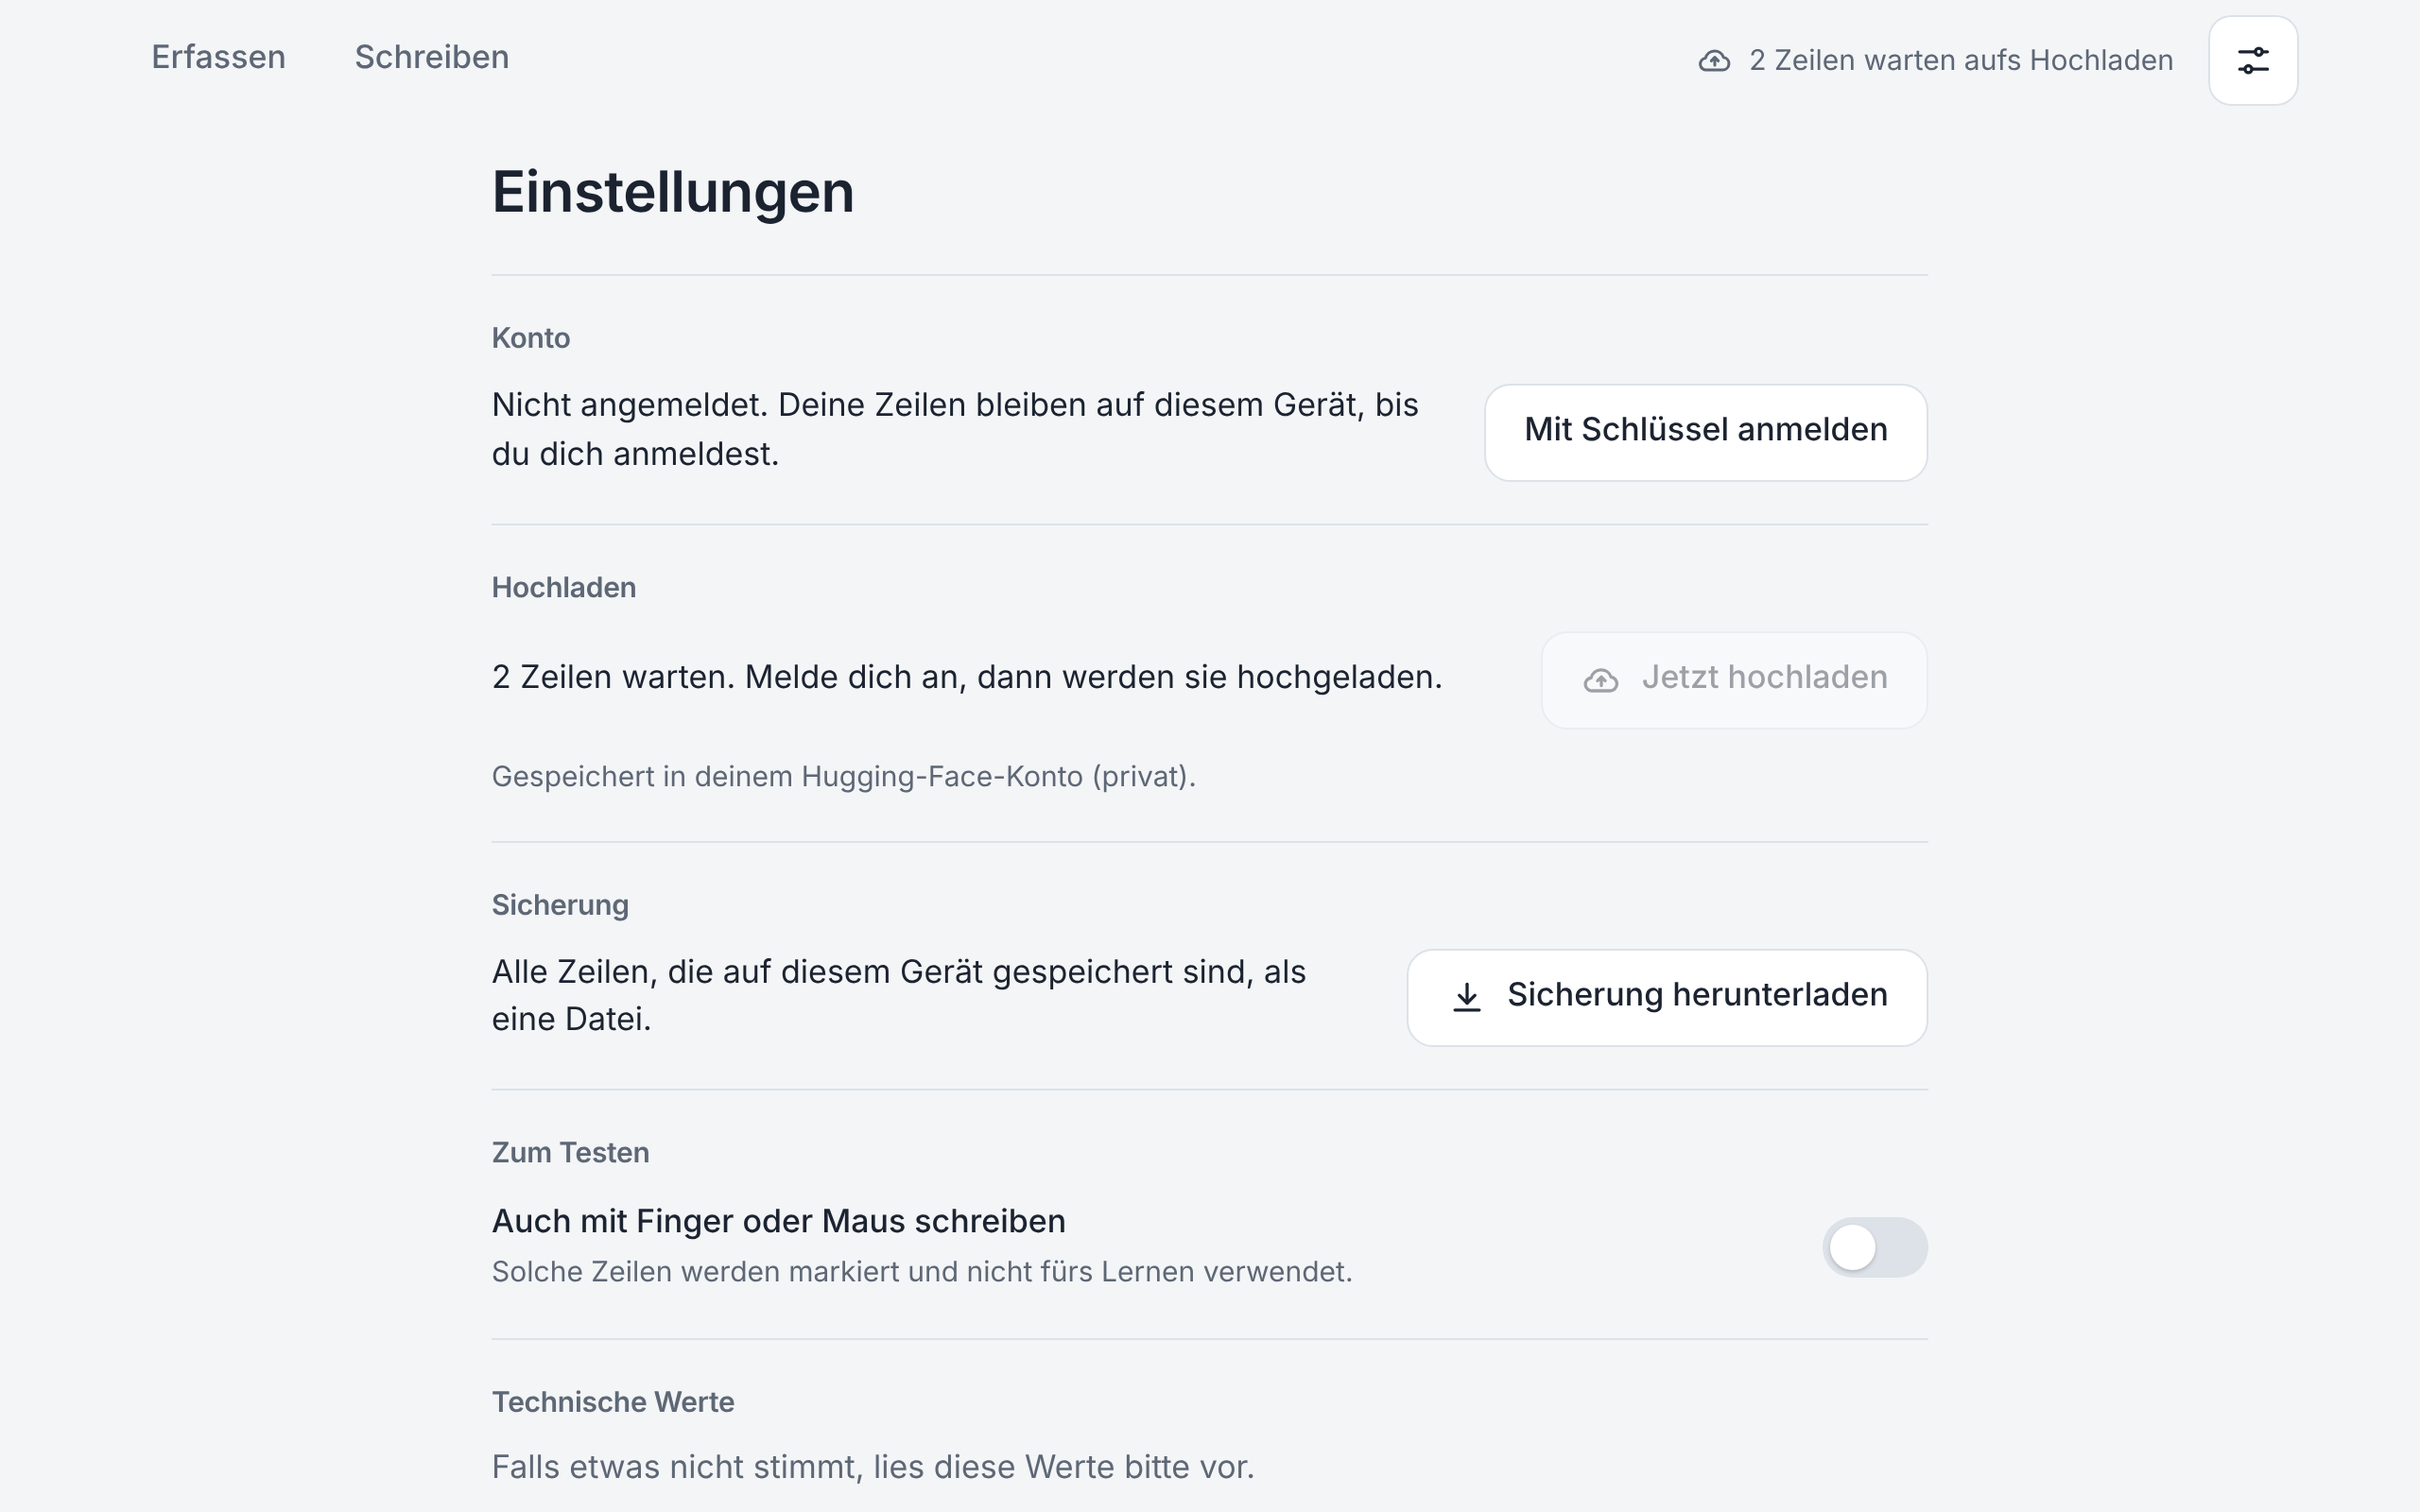 Erfassen
Schreiben
2 Zeilen warten aufs Hochladen
Einstellungen
Konto
Nicht angemeldet. Deine Zeilen bleiben auf diesem Gerät, bis
du dich anmeldest.
Mit Schlüssel anmelden
Hochladen
2 Zeilen warten. Melde dich an, dann werden sie hochgeladen.
Jetzt hochladen
Gespeichert in deinem Hugging-Face-Konto (privat).
Sicherung
Alle Zeilen, die auf diesem Gerät gespeichert sind, als
eine Datei.
Sicherung herunterladen
Zum Testen
Auch mit Finger oder Maus schreiben
Solche Zeilen werden markiert und nicht fürs Lernen verwendet.
Technische Werte
Falls etwas nicht stimmt, lies diese Werte bitte vor.